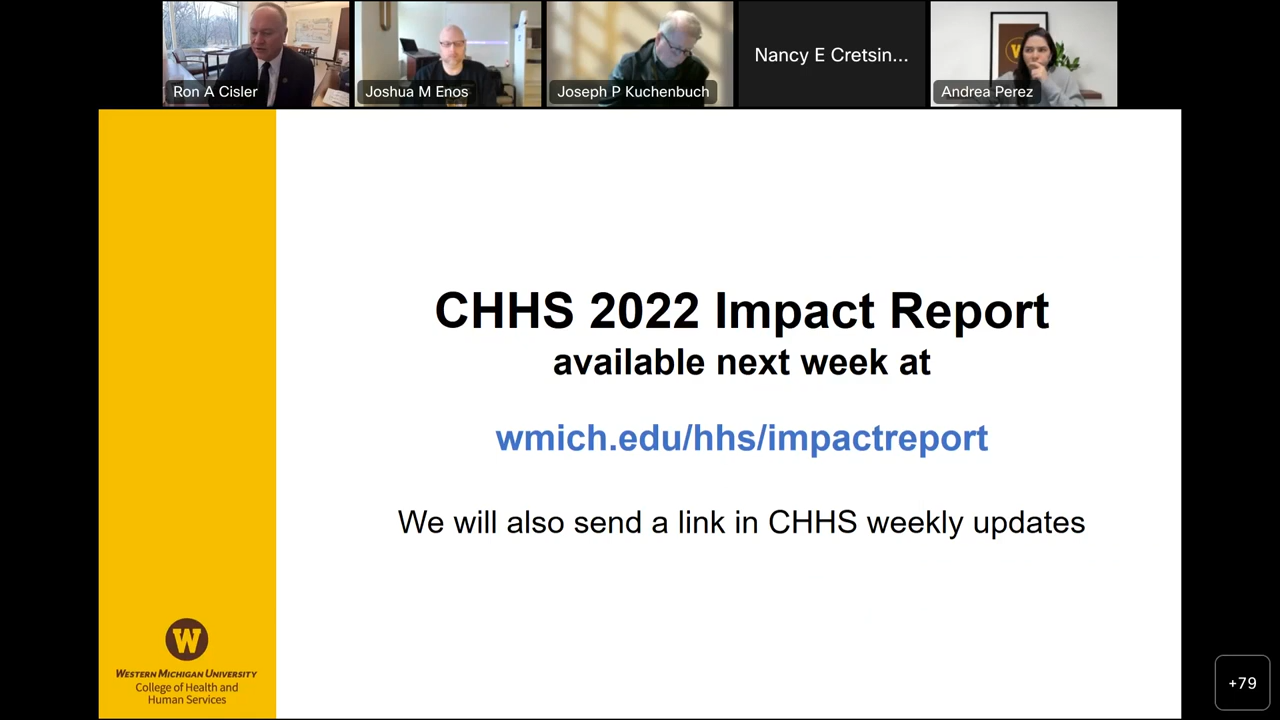 Ron A Cisler
Joshua M Enos
Joseph P Kuchenbuch
Nancy E Cretsin...
Andrea Perez
W
CHHS 2022 Impact Report
available next week at
wmich.edu/hhs/impactreport
We will also send a link in CHHS weekly updates
W
WESTERN MICHIGAN UNIVERSITY
College of Health and
Human Services
+79